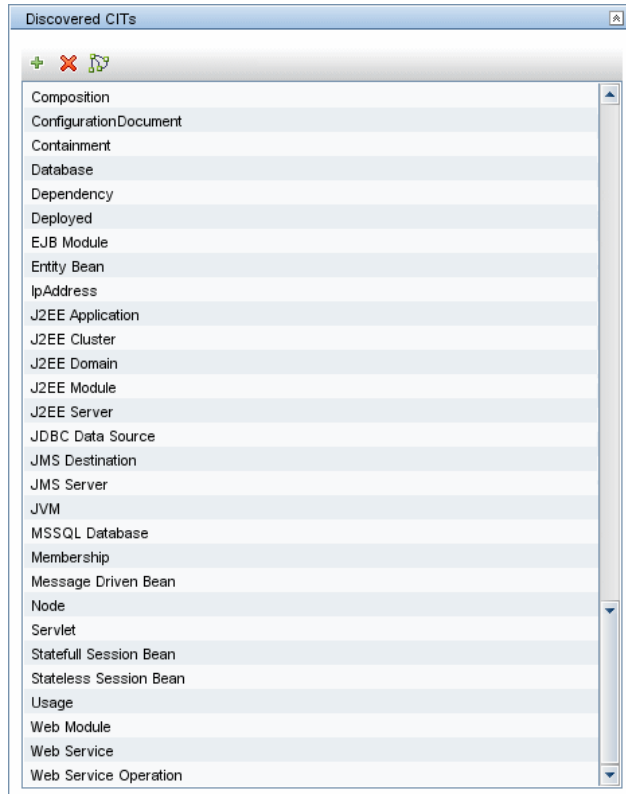 Discovered CITs
Composition
ConfigurationDocument
Containment
Database
Dependency
Deployed
EJB Module
Entity Bean
IpAddress
J2EE Application
J2EE Cluster
J2EE Domain
J2EE Module
J2EE Server
JDBC Data Source
JMS Destination
JMS Server
JVM
MSSQL Database
Membership
Message Driven Bean
Node
Servlet
Statefull Session Bean
Stateless Session Bean
Usage
Web Module
Web Service
Web Service Operation